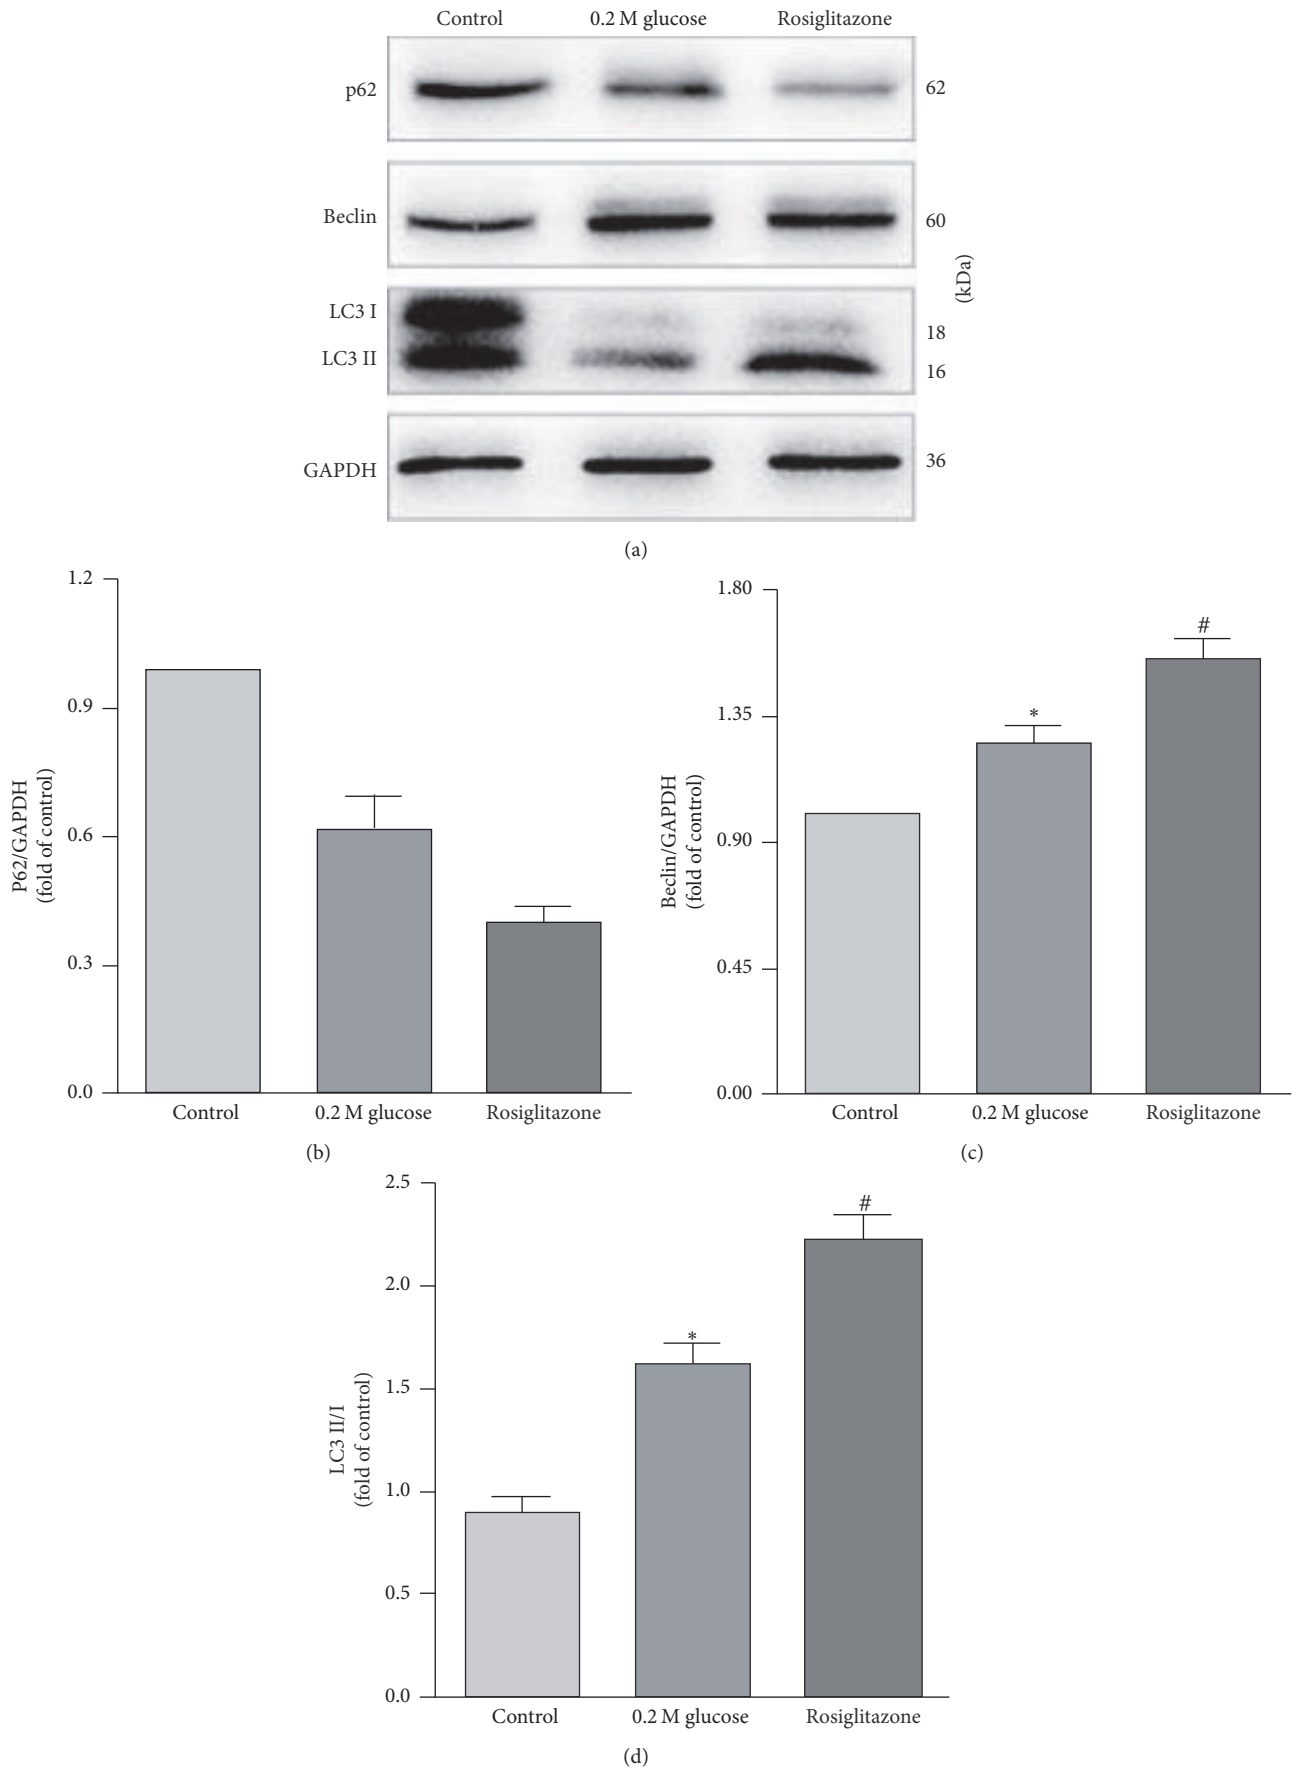 Control 0.2 M glucose Rosiglitazone
p62 62
Beclin 60
(kDa)
LC3 I 18
LC3 II 16
GAPDH 36
(a)
P62/GAPDH
(fold of control)
1.2
0.9
0.6
0.3
0.0
Control 0.2 M glucose Rosiglitazone
(b)
Beclin/GAPDH
(fold of control)
1.80
1.35
0.90
0.45
0.00
*
#
Control 0.2 M glucose Rosiglitazone
(c)
LC3 II/I
(fold of control)
2.5
2.0
1.5
1.0
0.5
0.0
*
#
Control 0.2 M glucose Rosiglitazone
(d)